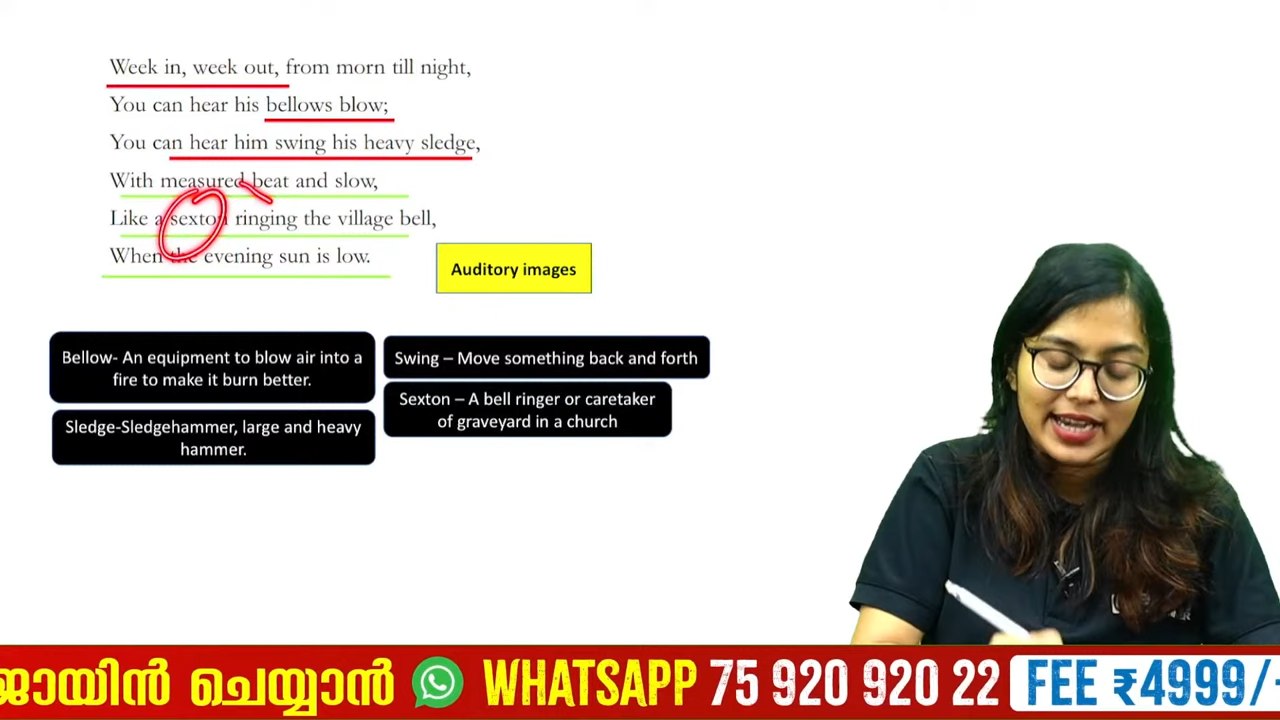 Week in, week out, from morn till night,
You can hear his bellows blow;
You can hear him swing his heavy sledge,
With measured beat and slow,
Like a sexton ringing the village bell,
When the evening sun is low.
Auditory images
Bellow- An equipment to blow air into a
fire to make it burn better.
Swing – Move something back and forth
Sexton – A bell ringer or caretaker
of graveyard in a church
Sledge-Sledgehammer, large and heavy
hammer.
ജോയിൻ ചെയ്യാൻ WHATSAPP 75 920 920 22 FEE ₹4999/-